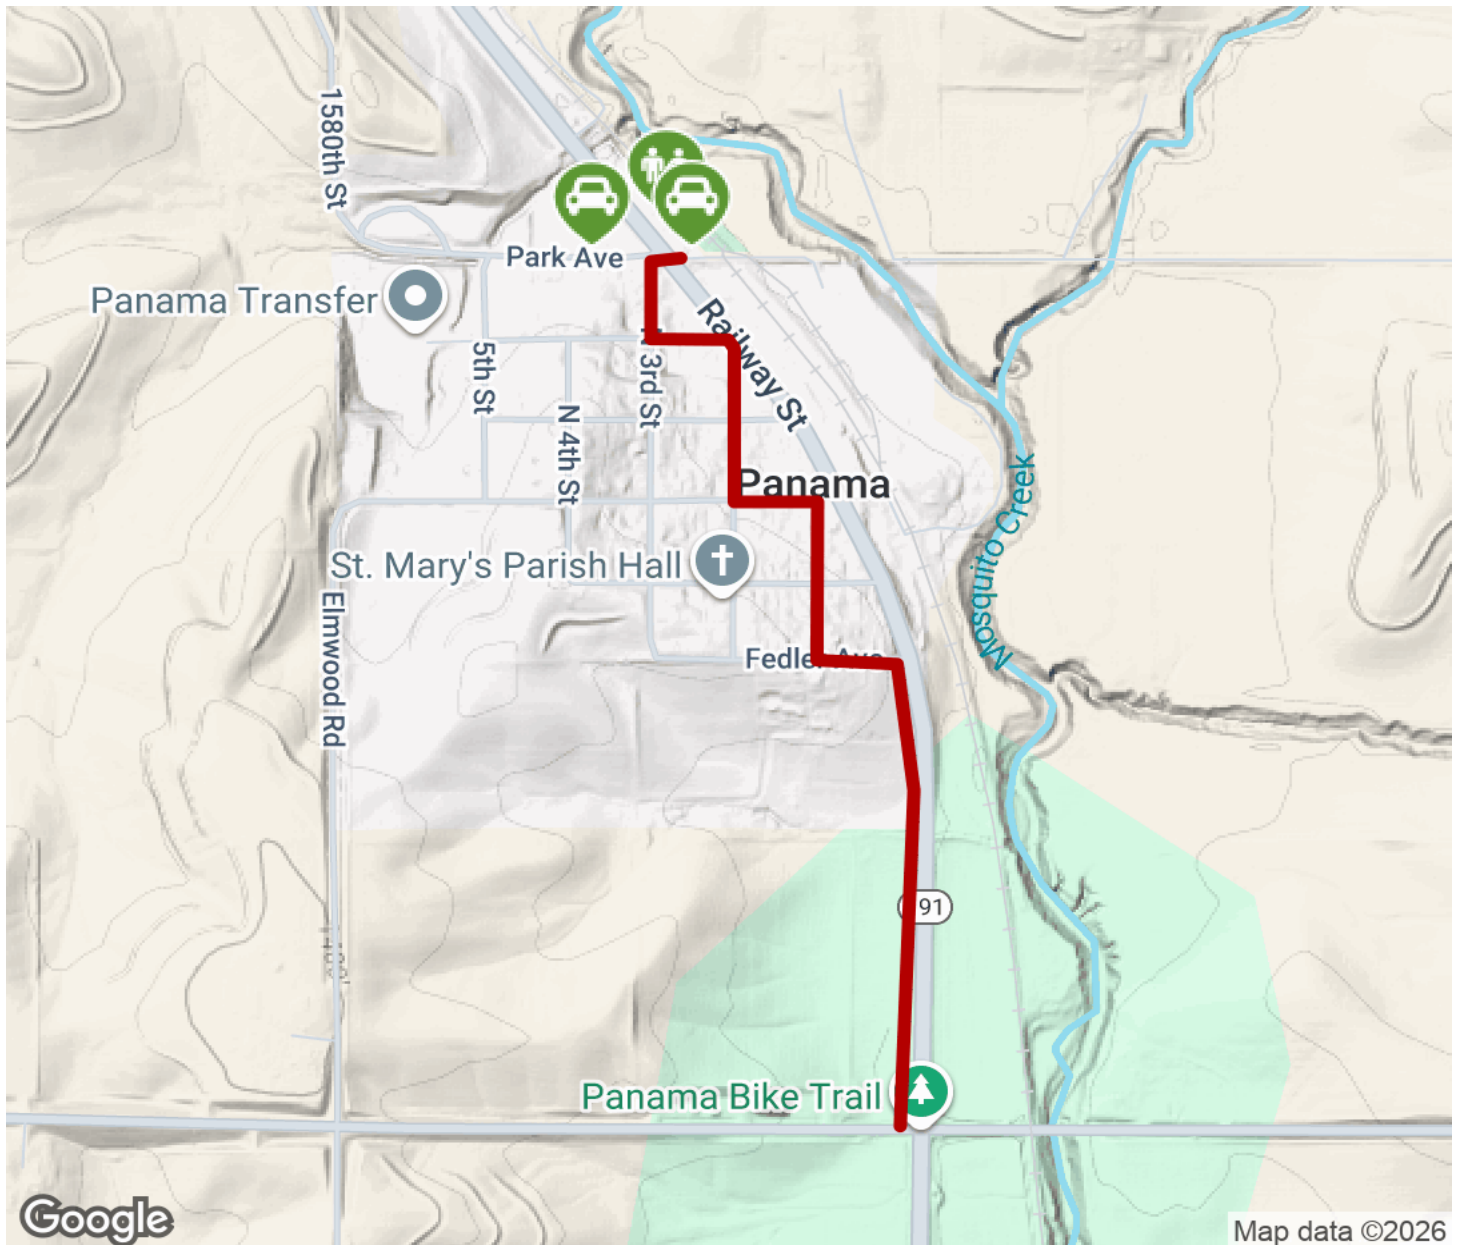 1580th St
Park Ave
Panama Transfer
Railway St
5th St
3rd St
N 4th St
Panama
Mosquito Creek
St. Mary's Parish Hall
Elmwood Rd
Fedler Ave
91
Panama Bike Trail
Google
Map data ©2026